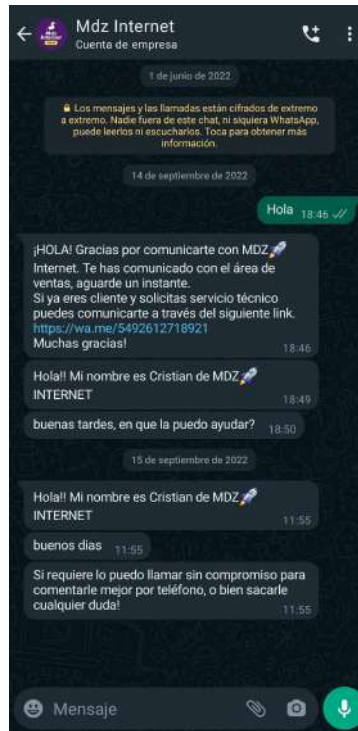 Mdz Internet
Cuenta de empresa
1 de junio de 2022
Los mensajes y las llamadas están cifrados de extremo
a extremo. Nadie fuera de este chat, ni siquiera WhatsApp,
puede leerlos ni escucharlos. Toca para obtener más
información.
14 de septiembre de 2022
Hola 18:46
¡HOLA! Gracias por comunicarte con MDZ🚀
Internet. Te has comunicado con el área de
ventas, aguarde un instante.
Si ya eres cliente y solicitas servicio técnico
puedes comunicarte a través del siguiente link.
https://wa.me/5492612718921
Muchas gracias! 18:46
Hola!! Mi nombre es Cristian de MDZ🚀
INTERNET 18:49
buenas tardes, en que la puedo ayudar? 18:50
15 de septiembre de 2022
Hola!! Mi nombre es Cristian de MDZ🚀
INTERNET 11:55
buenos dias 11:55
Si requiere lo puedo llamar sin compromiso para
comentarle mejor por teléfono, o bien sacarle
cualquier duda! 11:55
Mensaje